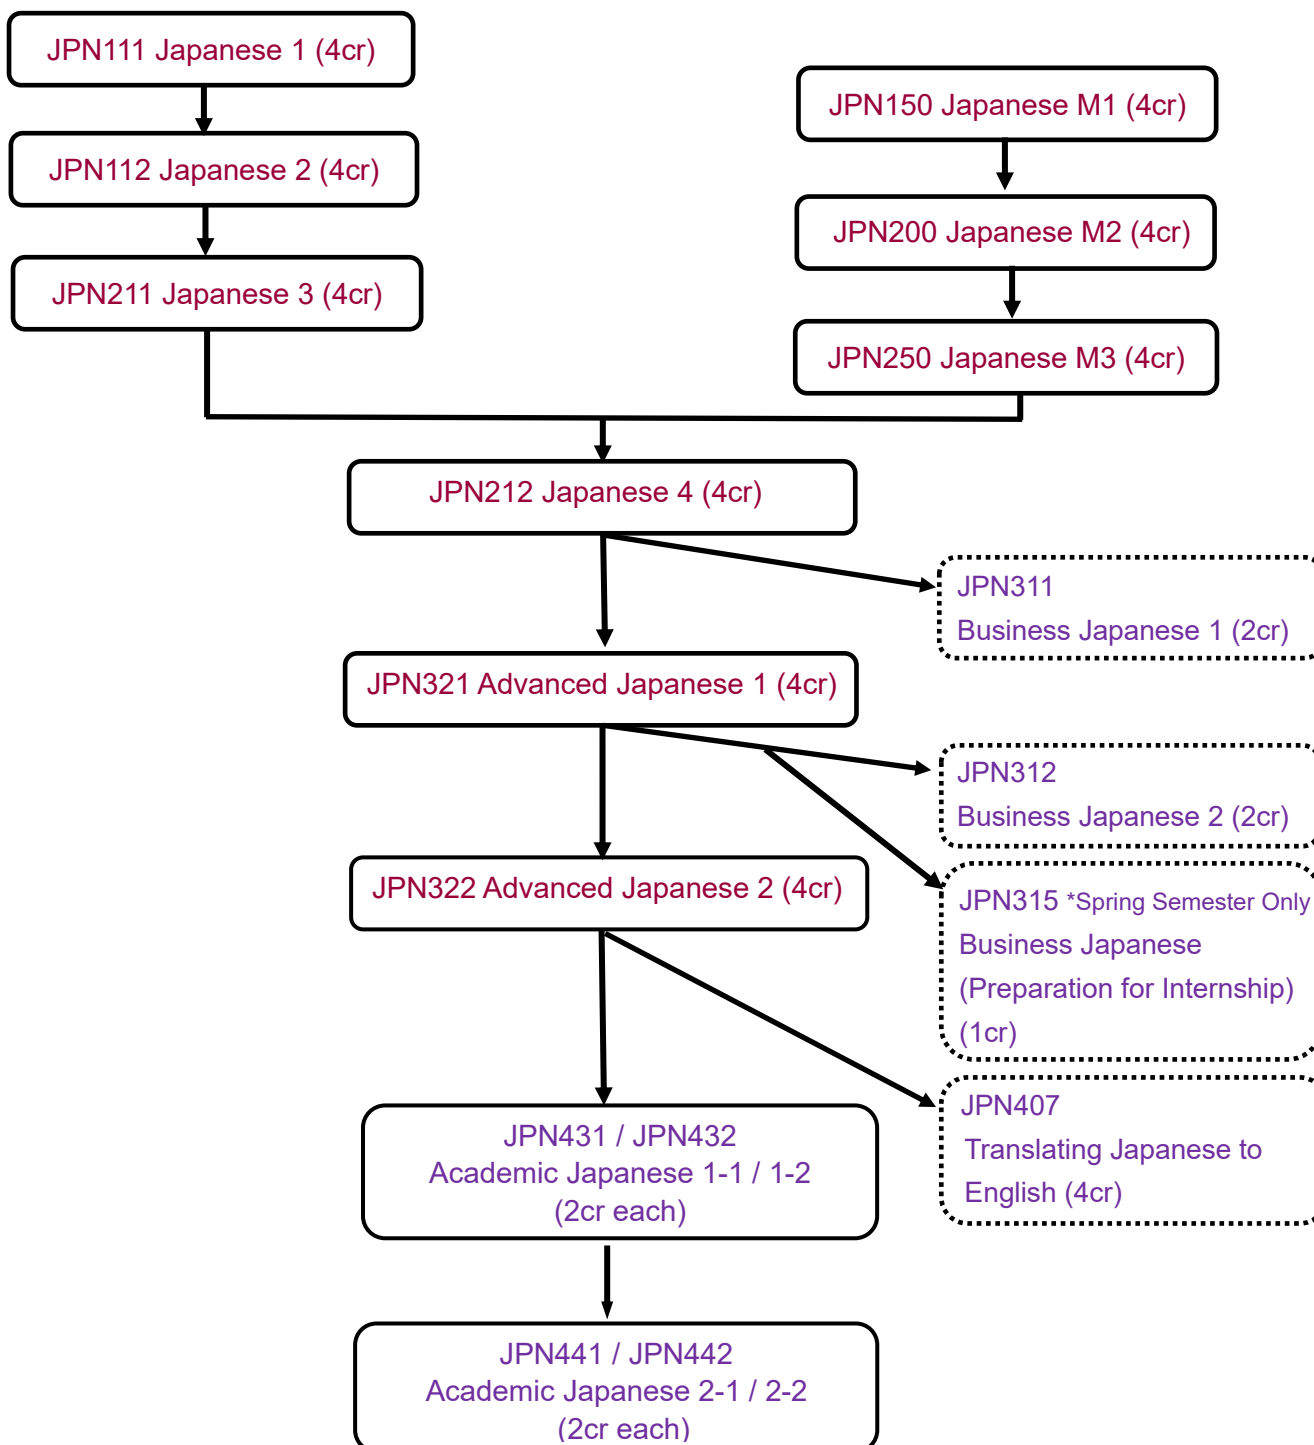 JPN111 Japanese 1 (4cr)
JPN150 Japanese M1 (4cr)
JPN112 Japanese 2 (4cr)
JPN200 Japanese M2 (4cr)
JPN211 Japanese 3 (4cr)
JPN250 Japanese M3 (4cr)
JPN212 Japanese 4 (4cr)
JPN311
Business Japanese 1 (2cr)
JPN321 Advanced Japanese 1 (4cr)
JPN312
Business Japanese 2 (2cr)
JPN322 Advanced Japanese 2 (4cr)
JPN315 *Spring Semester Only
Business Japanese
(Preparation for Internship)
(1cr)
JPN407
Translating Japanese to
English (4cr)
JPN431 / JPN432
Academic Japanese 1-1 / 1-2
(2cr each)
JPN441 / JPN442
Academic Japanese 2-1 / 2-2
(2cr each)